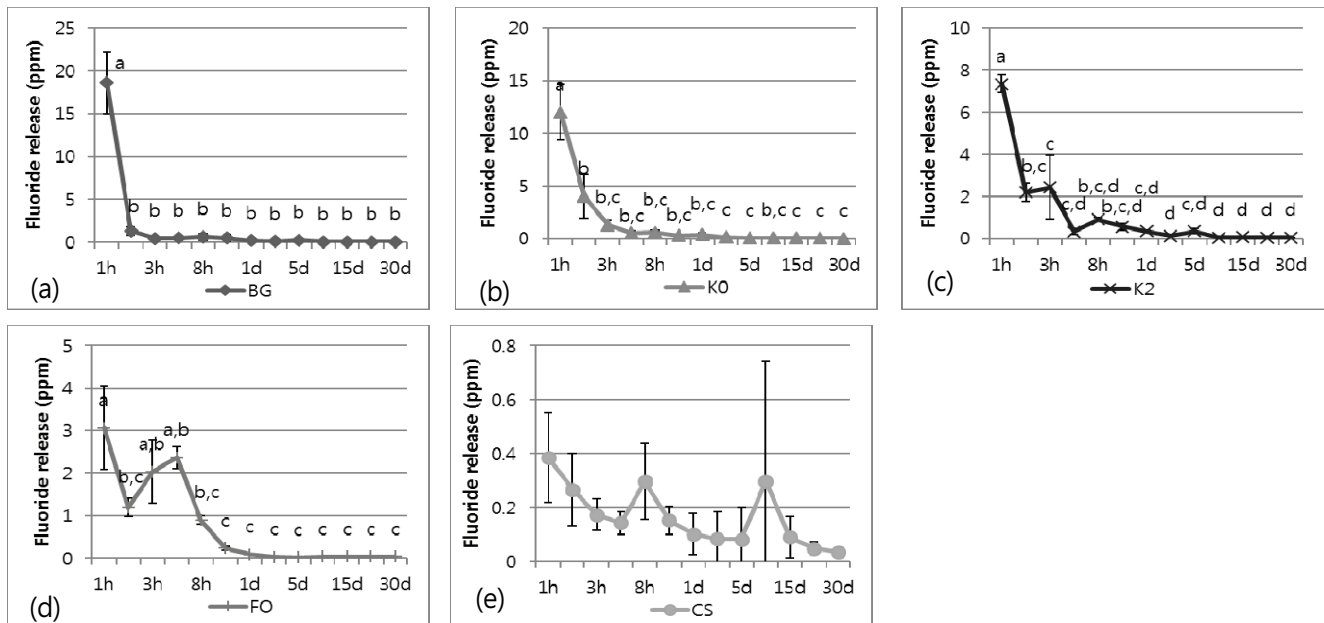 Fluoride release (ppm)
25
20
15
10
5
0
a
b b b b b b b b b b b b
1h 3h 8h 1d 5d 15d 30d
BG
(a)
Fluoride release (ppm)
20
15
10
5
0
a
b
b,c
b,c
b,c
b,c
b,c
c
c
b,c
c
c
c
1h 3h 8h 1d 5d 15d 30d
K0
(b)
Fluoride release (ppm)
10
8
6
4
2
0
a
b,c
c
c,d
b,c,d
b,c,d
c,d
d
c,d
d
d
d
d
1h 3h 8h 1d 5d 15d 30d
K2
(c)
Fluoride release (ppm)
5
4
3
2
1
0
a
b,c
a,b
a,b
b,c
c c c c c c c c
1h 3h 8h 1d 5d 15d 30d
FO
(d)
Fluoride release (ppm)
0.8
0.6
0.4
0.2
0
1h 3h 8h 1d 5d 15d 30d
CS
(e)